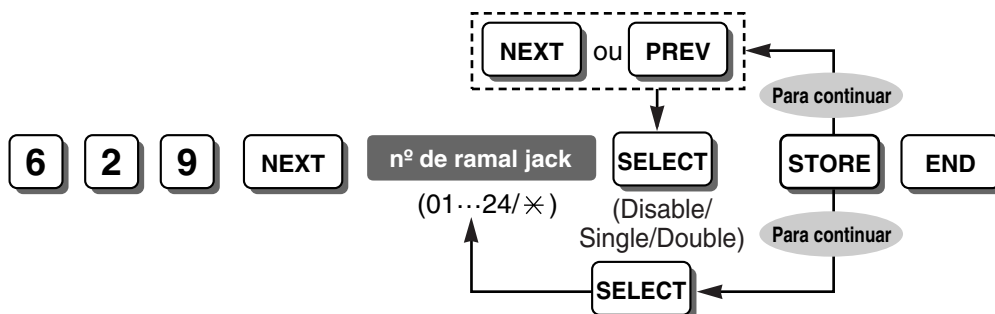 NEXT ou PREV
Para continuar
6 2 9 NEXT nº de ramal jack SELECT STORE END
(01···24/✳)
(Disable/
Single/Double)
Para continuar
SELECT